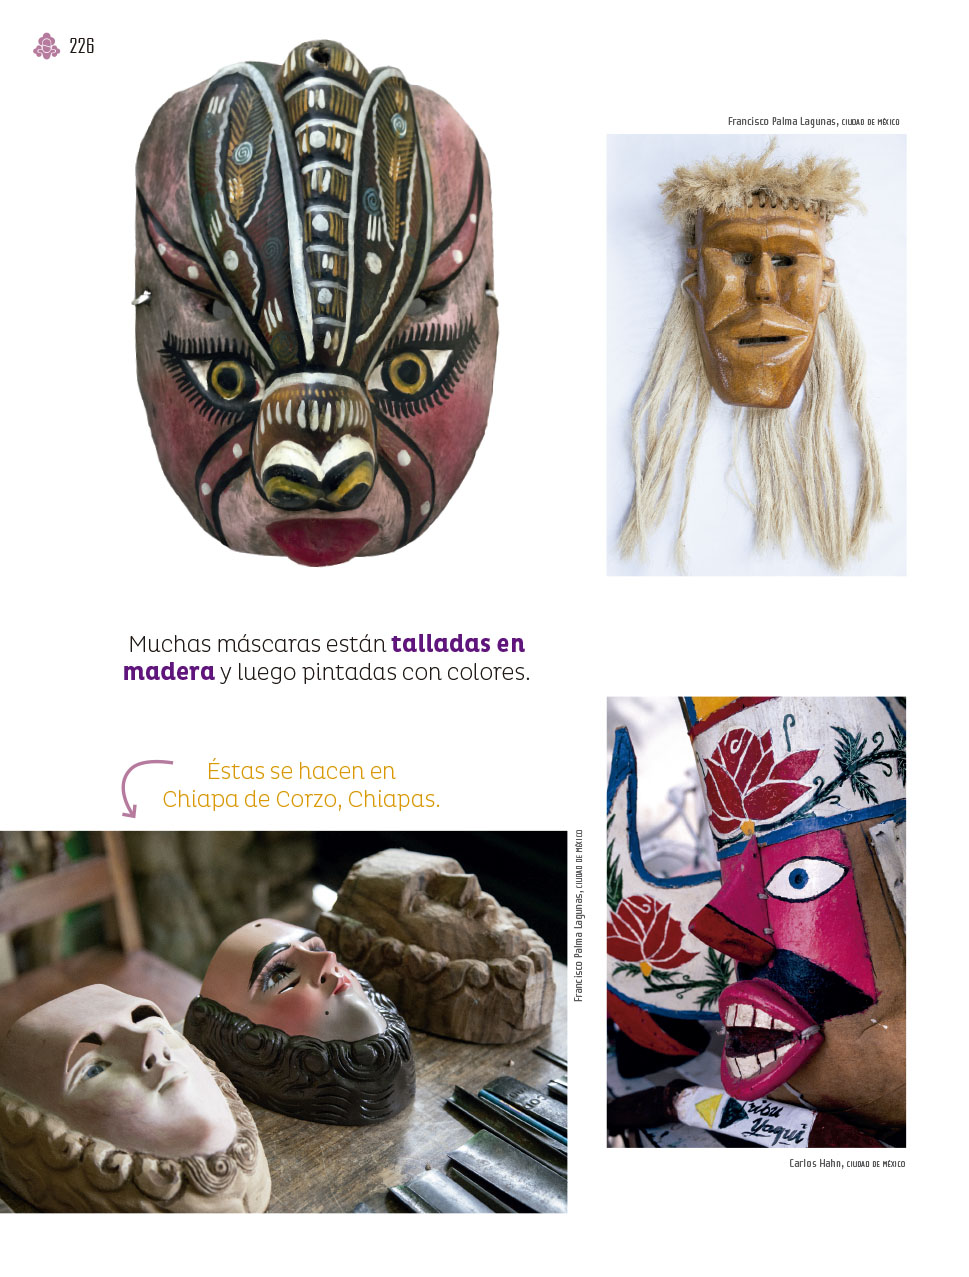 226
Francisco Palma Lagunas, CIUDAD DE MÉXICO
Muchas máscaras están talladas en
madera y luego pintadas con colores.
Éstas se hacen en
Chiapa de Corzo, Chiapas.
Francisco Palma Lagunas, CIUDAD DE MÉXICO
Tribu
Yaqui
Carlos Hahn, CIUDAD DE MÉXICO